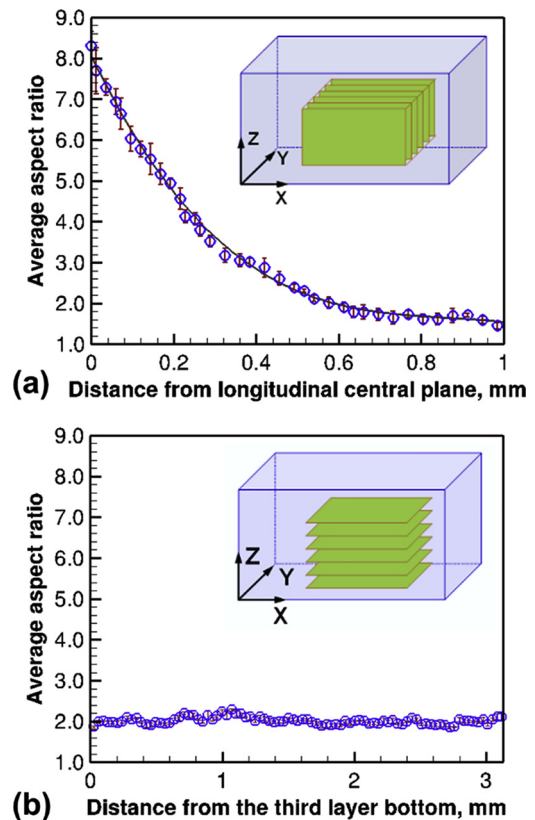 9.0
8.0
7.0
6.0
5.0
4.0
3.0
2.0
1.0
Average aspect ratio
Z
Y
X
0 0.2 0.4 0.6 0.8 1
(a) Distance from longitudinal central plane, mm
9.0
8.0
7.0
6.0
5.0
4.0
3.0
2.0
1.0
Average aspect ratio
Z
Y
X
0 1 2 3
(b) Distance from the third layer bottom, mm